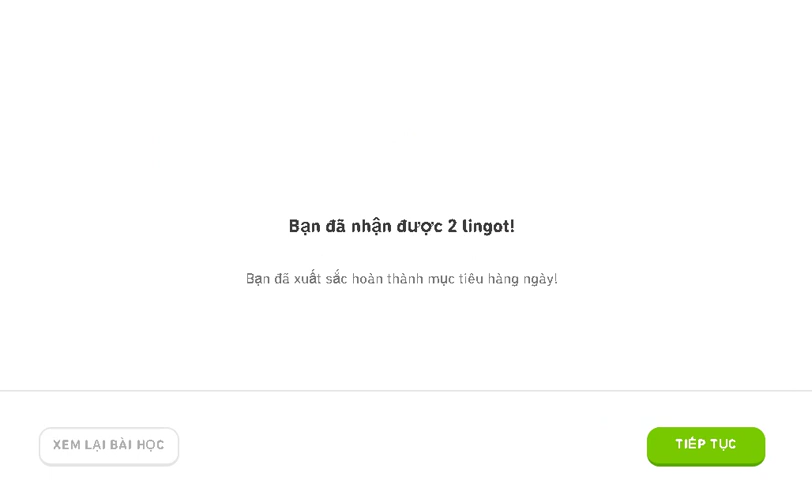 Bạn đã nhận được 2 lingot!
Bạn đã xuất sắc hoàn thành mục tiêu hàng ngày!
XEM LẠI BÀI HỌC
TIẾP TỤC